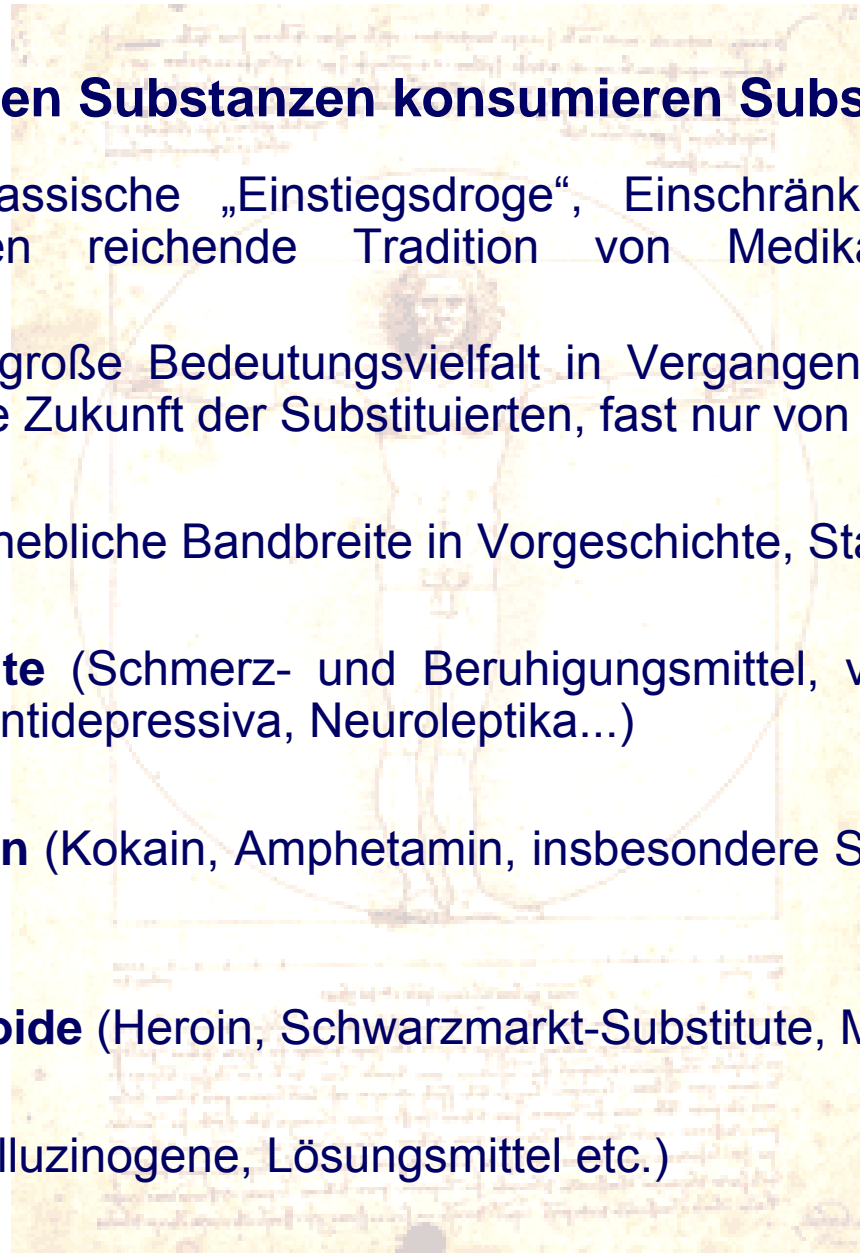 en Substanzen konsumieren Subs
assische „Einstiegsdroge“, Einschränk
en reichende Tradition von Medika
große Bedeutungsvielfalt in Vergangen
e Zukunft der Substituierten, fast nur von
hebliche Bandbreite in Vorgeschichte, Sta
te (Schmerz- und Beruhigungsmittel, v
ntidepressiva, Neuroleptika...)
n (Kokain, Amphetamin, insbesondere S
oide (Heroin, Schwarzmarkt-Substitute, M
lluzinogene, Lösungsmittel etc.)